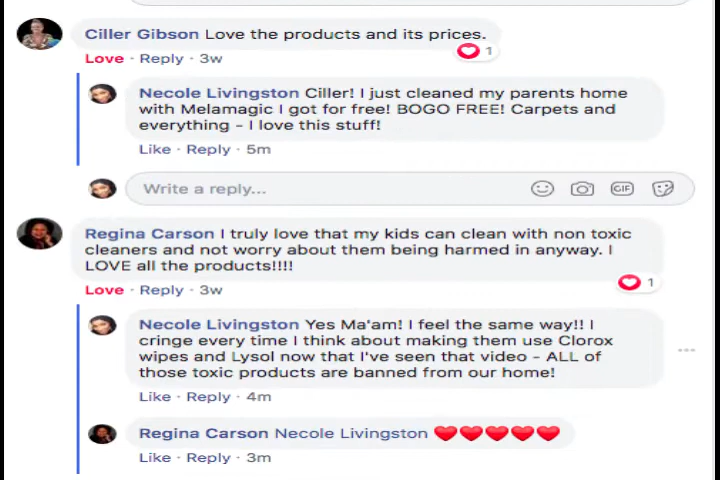 Ciller Gibson Love the products and its prices.
1
Love · Reply · 3w
Necole Livingston Ciller! I just cleaned my parents home
with Melamagic I got for free! BOGO FREE! Carpets and
everything - I love this stuff!
Like · Reply · 5m
Write a reply...
GIF
Regina Carson I truly love that my kids can clean with non toxic
cleaners and not worry about them being harmed in anyway. I
LOVE all the products!!!!
1
Love · Reply · 3w
Necole Livingston Yes Ma'am! I feel the same way!! I
cringe every time I think about making them use Clorox
wipes and Lysol now that I've seen that video - ALL of
those toxic products are banned from our home!
Like · Reply · 4m
Regina Carson Necole Livingston ❤️❤️❤️❤️❤️
Like · Reply · 3m